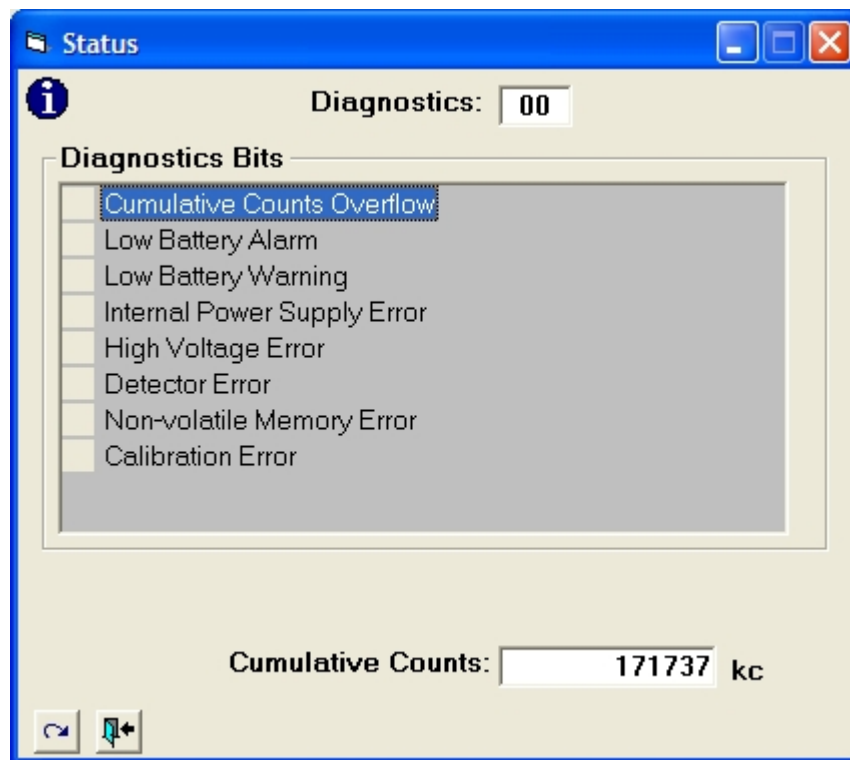 Status
Diagnostics: 00
Diagnostics Bits
Cumulative Counts Overflow
Low Battery Alarm
Low Battery Warning
Internal Power Supply Error
High Voltage Error
Detector Error
Non-volatile Memory Error
Calibration Error
Cumulative Counts: 171737 kc